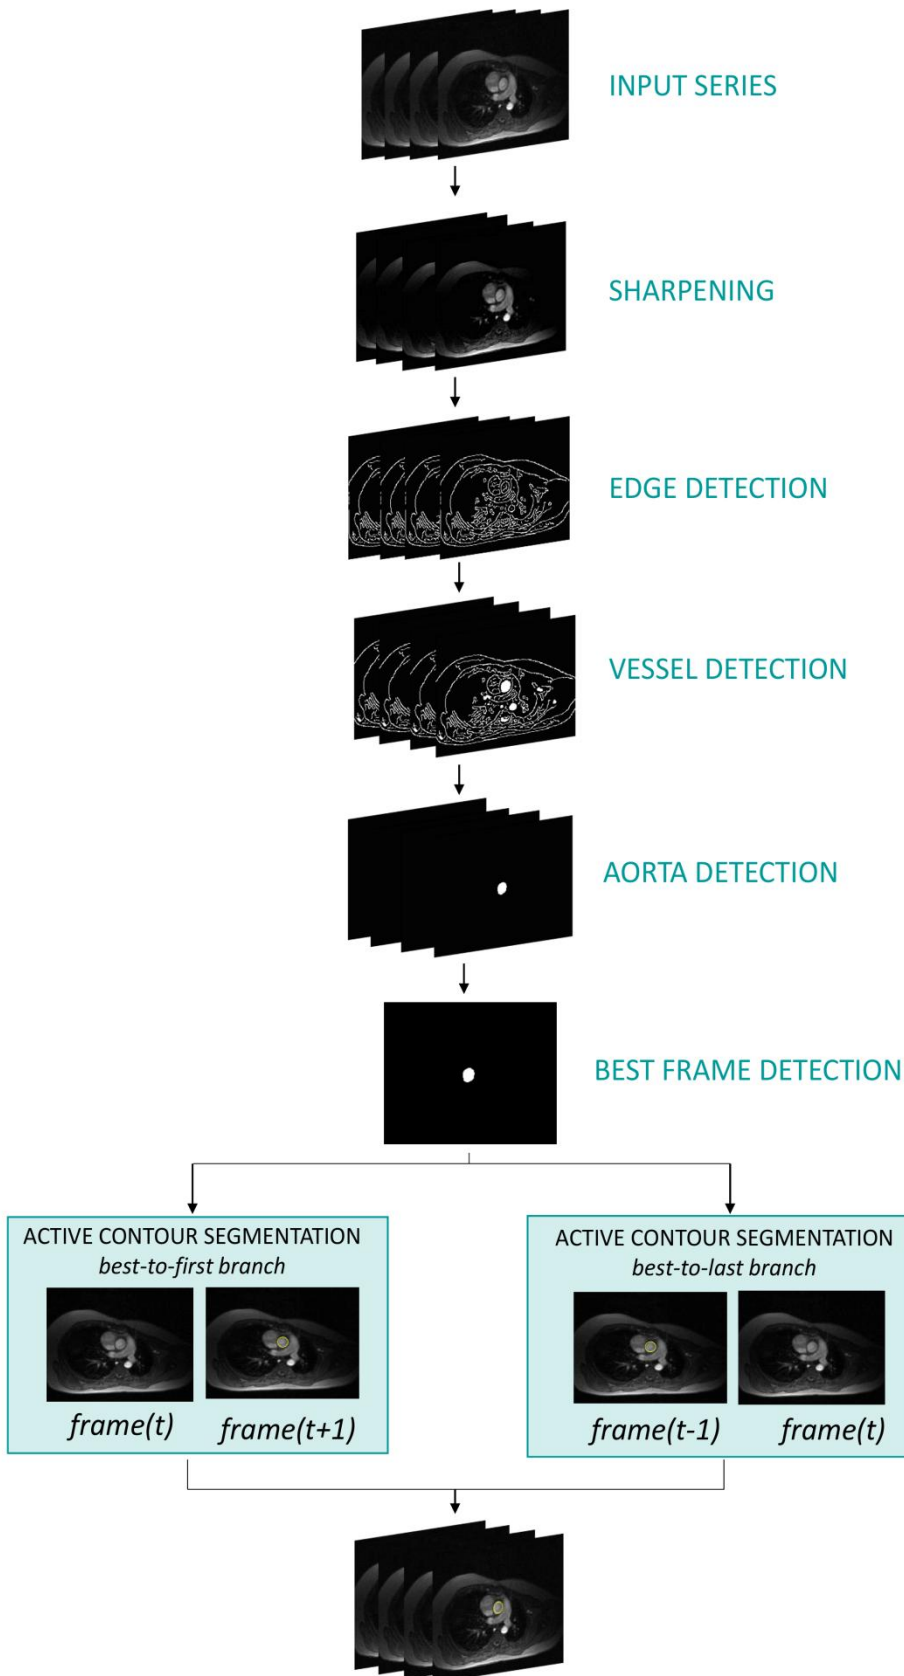 INPUT SERIES
SHARPENING
EDGE DETECTION
VESSEL DETECTION
AORTA DETECTION
BEST FRAME DETECTION
ACTIVE CONTOUR SEGMENTATION
best-to-first branch
frame(t)
frame(t+1)
ACTIVE CONTOUR SEGMENTATION
best-to-last branch
frame(t-1)
frame(t)